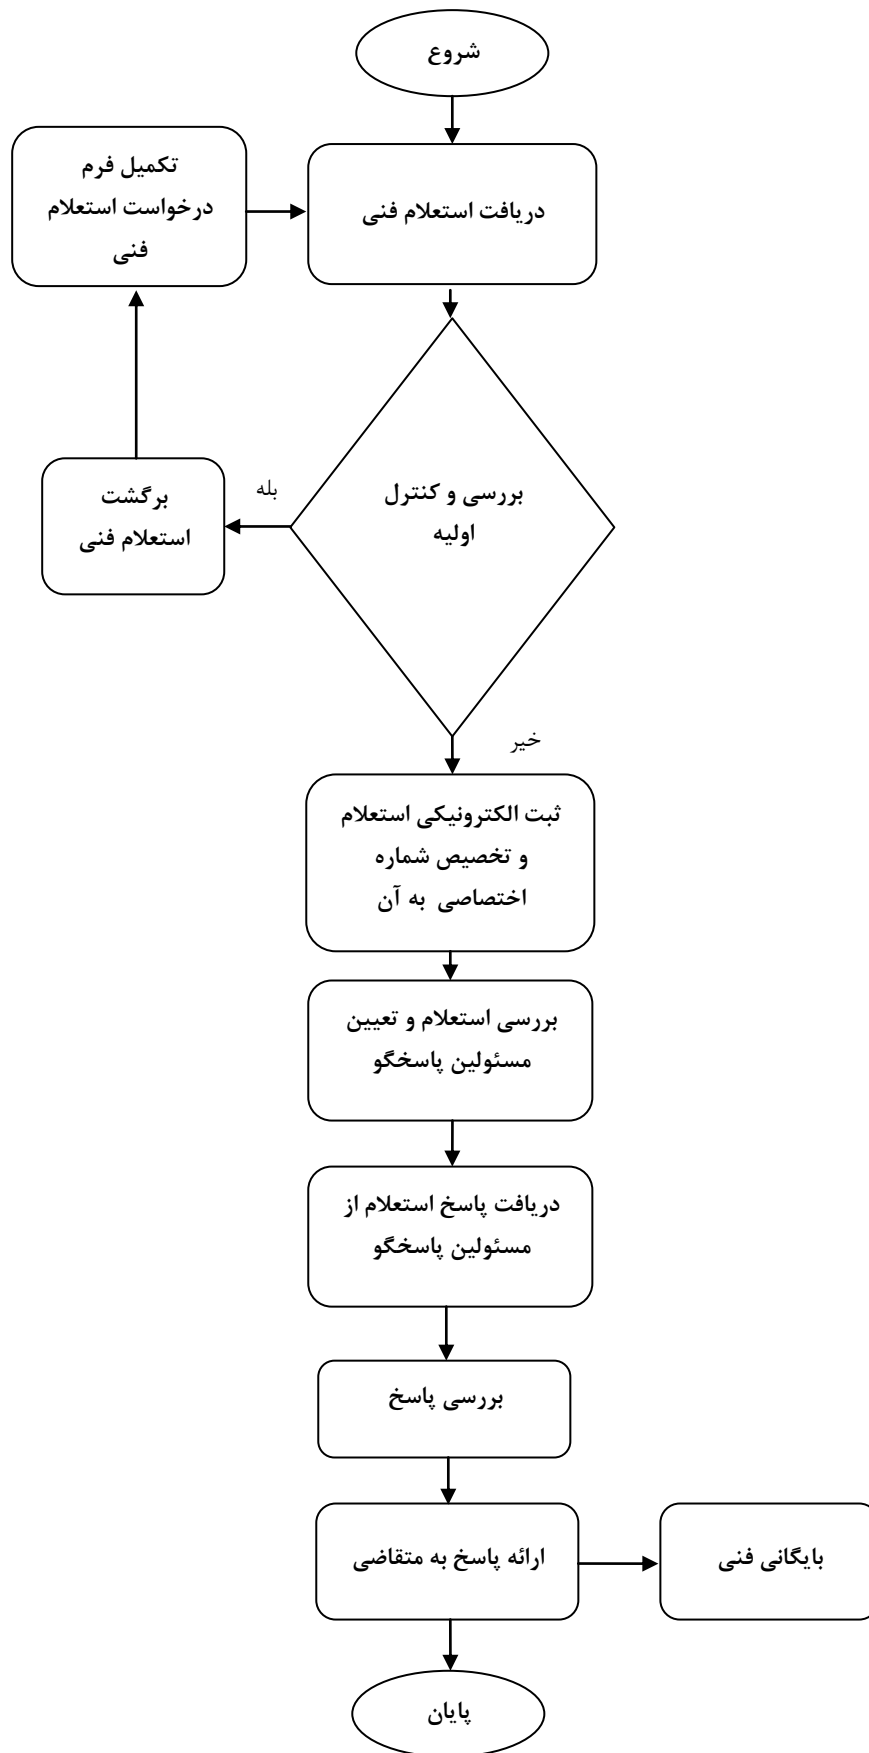 شروع
دریافت استعلام فنی
تکمیل فرم
درخواست استعلام
فنی
بررسی و کنترل
اولیه
بله
برگشت
استعلام فنی
خیر
ثبت الکترونیکی استعلام
و تخصیص شماره
اختصاصی به آن
بررسی استعلام و تعیین
مسئولین پاسخگو
دریافت پاسخ استعلام از
مسئولین پاسخگو
بررسی پاسخ
ارائه پاسخ به متقاضی
بایگانی فنی
پایان